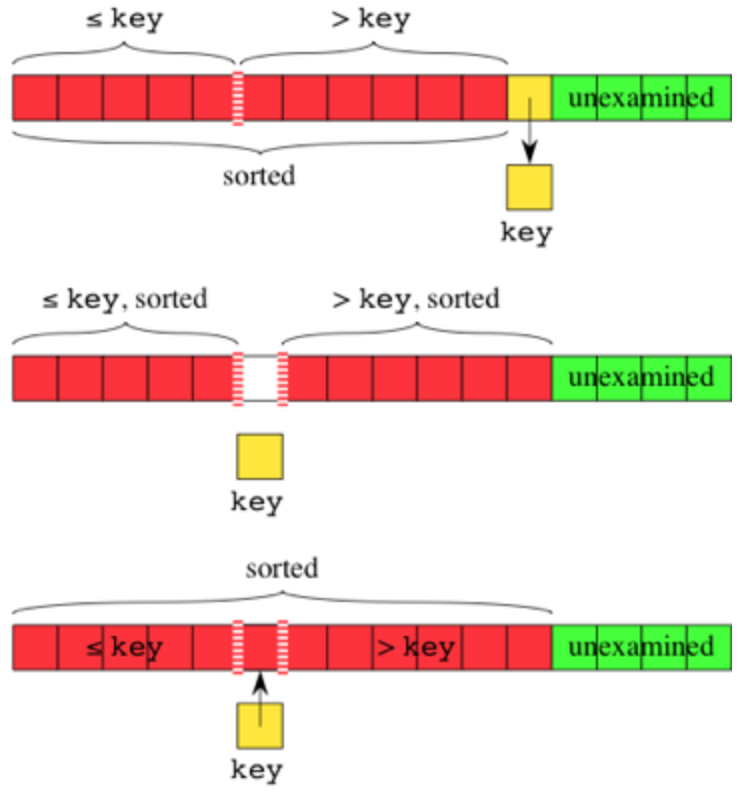 ≤ key
> key
unexamined
sorted
key
≤ key, sorted
> key, sorted
unexamined
key
sorted
≤ key
> key
unexamined
key